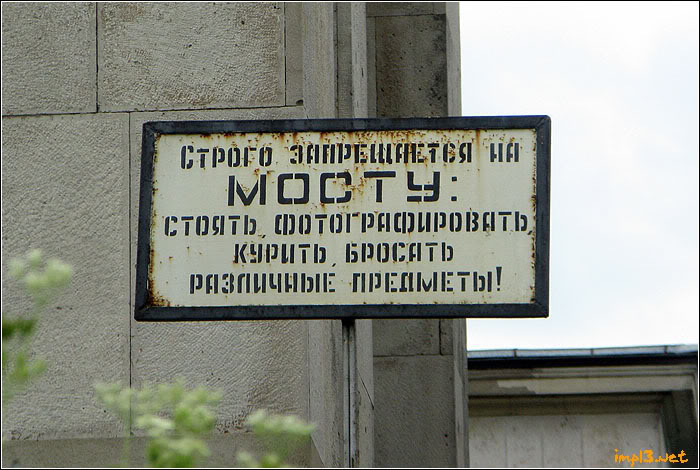 Строго запрещается на
МОСТУ:
стоять, фотографировать,
курить, бросать
различные предметы!
impl3.net